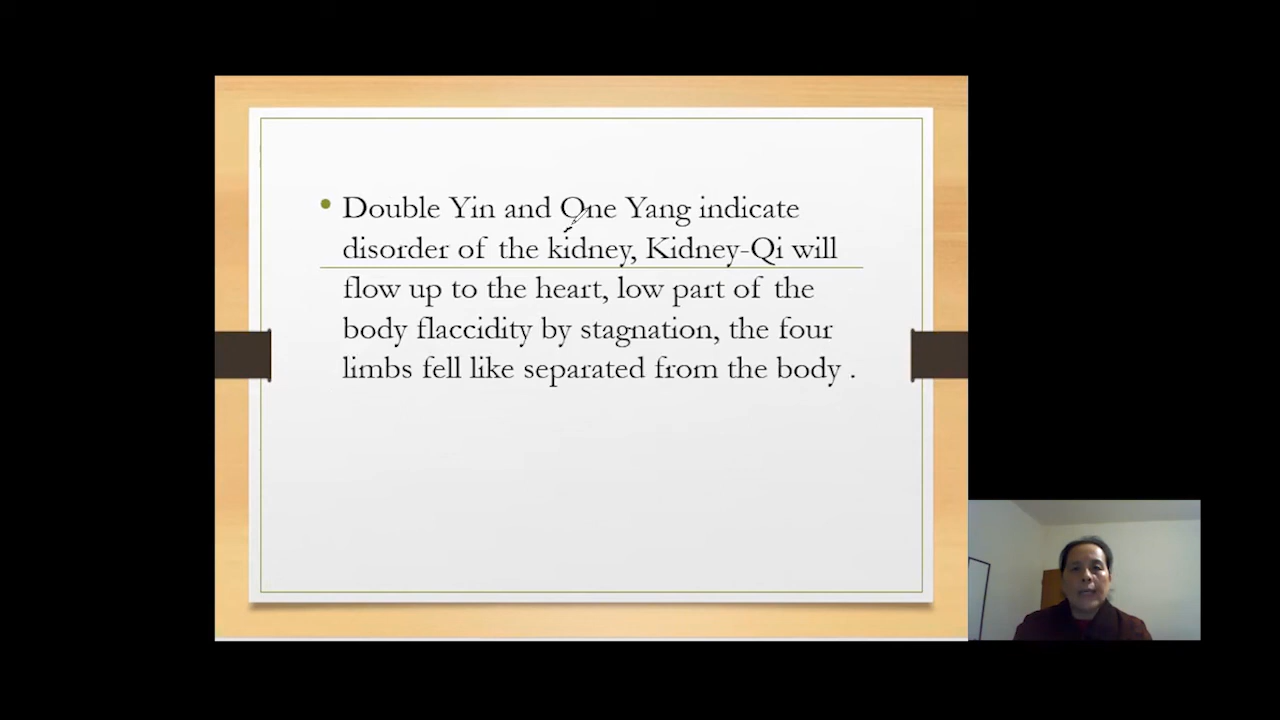 Double Yin and One Yang indicate
disorder of the kidney, Kidney-Qi will
flow up to the heart, low part of the
body flaccidity by stagnation, the four
limbs fell like separated from the body .